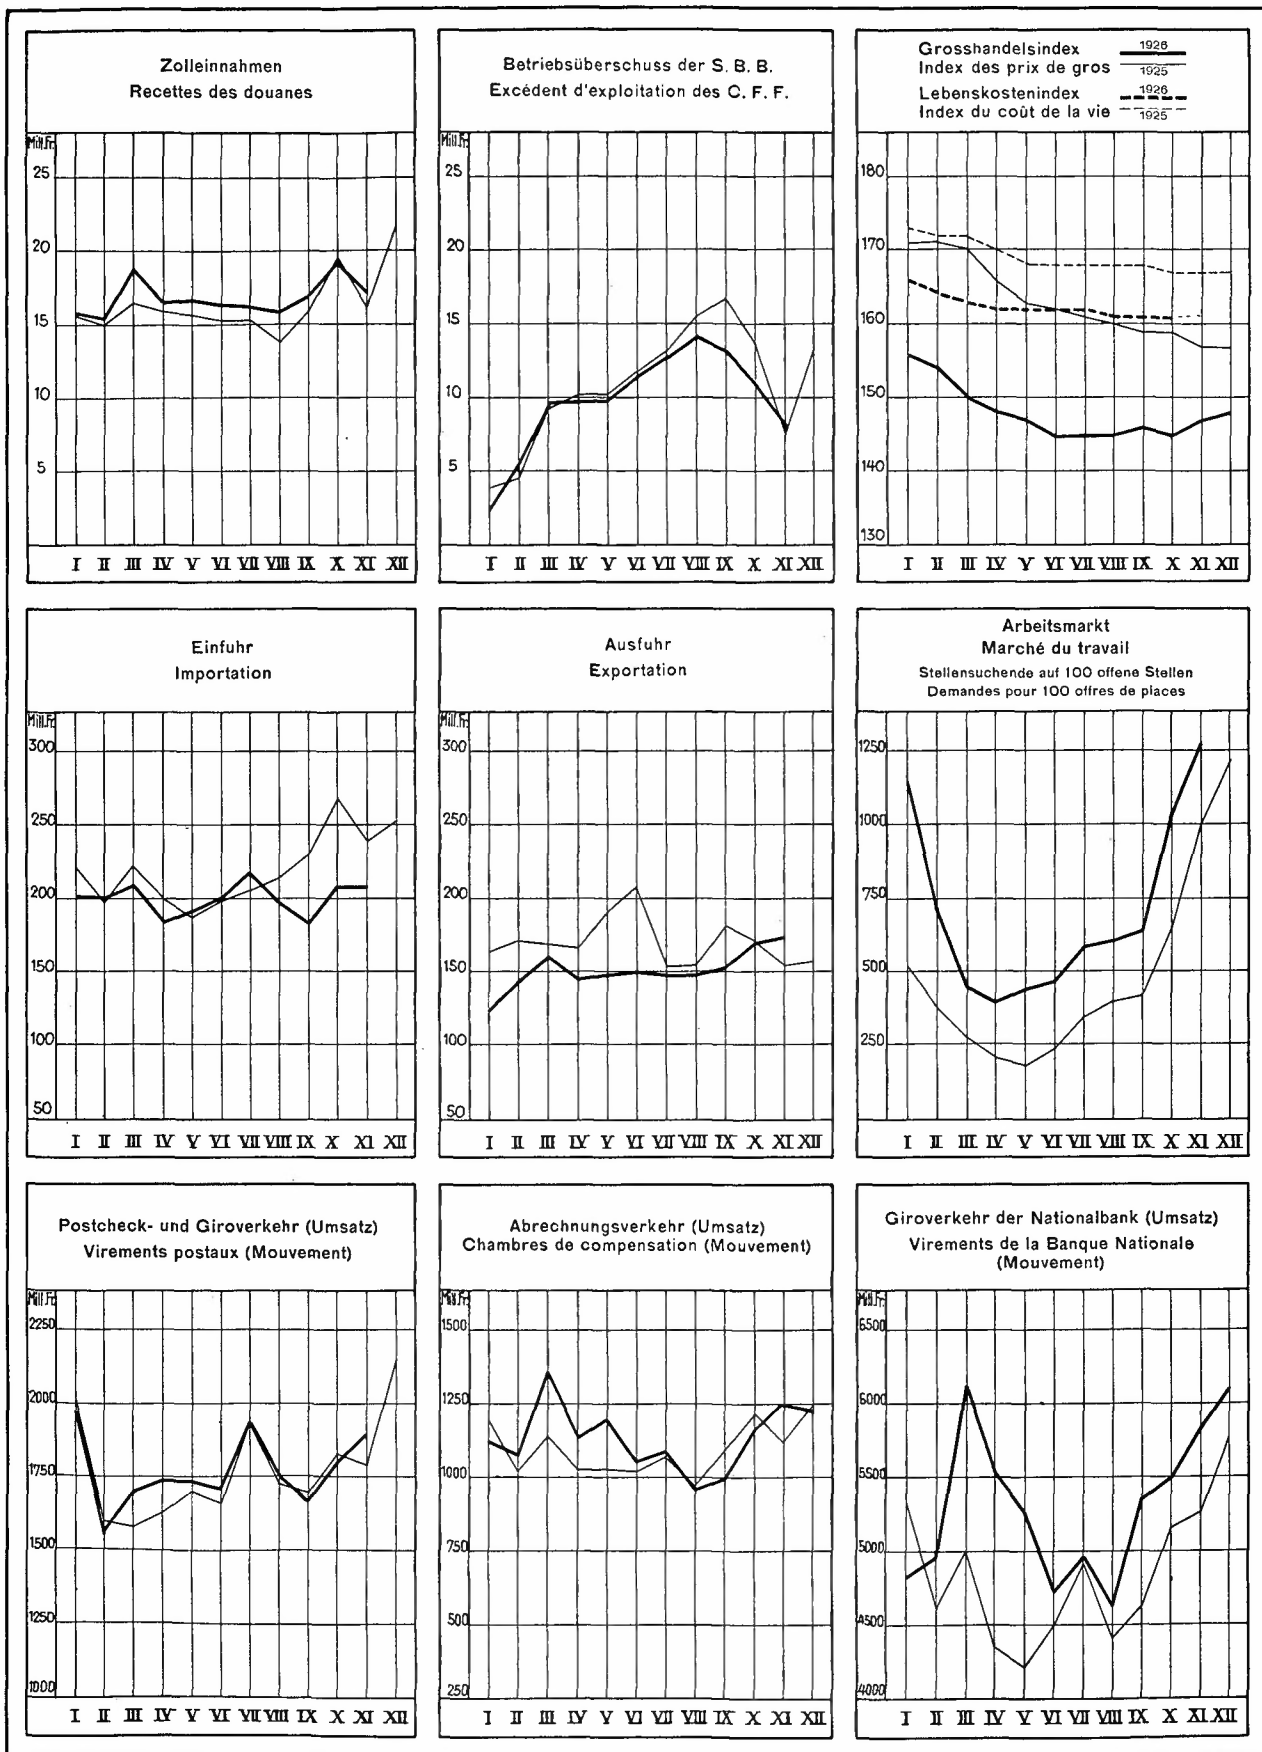 Zolleinnahmen
Recettes des douanes
Mill.Fr.
25
20
15
10
5
I II III IV V VI VII VIII IX X XI XII
Betriebsüberschuss der S. B. B.
Excédent d'exploitation des C. F. F.
Mill.Fr.
25
20
15
10
5
I II III IV V VI VII VIII IX X XI XII
Grosshandelsindex 1926
Index des prix de gros 1925
Lebenskostenindex 1926
Index du coût de la vie 1925
180
170
160
150
140
130
I II III IV V VI VII VIII IX X XI XII
Einfuhr
Importation
Mill.Fr.
300
250
200
150
100
50
I II III IV V VI VII VIII IX X XI XII
Ausfuhr
Exportation
Mill.Fr.
300
250
200
150
100
50
I II III IV V VI VII VIII IX X XI XII
Arbeitsmarkt
Marché du travail
Stellensuchende auf 100 offene Stellen
Demandes pour 100 offres de places
1250
1000
750
500
250
I II III IV V VI VII VIII IX X XI XII
Postcheck- und Giroverkehr (Umsatz)
Virements postaux (Mouvement)
Mill.Fr.
2250
2000
1750
1500
1250
1000
I II III IV V VI VII VIII IX X XI XII
Abrechnungsverkehr (Umsatz)
Chambres de compensation (Mouvement)
Mill.Fr.
1500
1250
1000
750
500
250
I II III IV V VI VII VIII IX X XI XII
Giroverkehr der Nationalbank (Umsatz)
Virements de la Banque Nationale
(Mouvement)
Mill.Fr.
6500
6000
5500
5000
4500
4000
I II III IV V VI VII VIII IX X XI XII